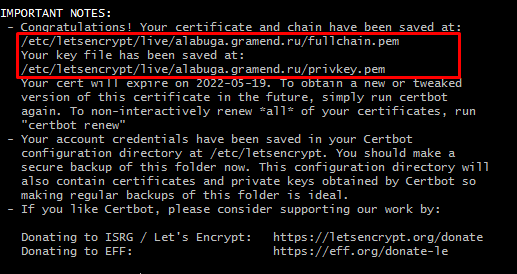 IMPORTANT NOTES:
- Congratulations! Your certificate and chain have been saved at:
/etc/letsencrypt/live/alabuga.gramend.ru/fullchain.pem
Your key file has been saved at:
/etc/letsencrypt/live/alabuga.gramend.ru/privkey.pem
Your cert will expire on 2022-05-19. To obtain a new or tweaked
version of this certificate in the future, simply run certbot
again. To non-interactively renew *all* of your certificates, run
"certbot renew"
- Your account credentials have been saved in your Certbot
configuration directory at /etc/letsencrypt. You should make a
secure backup of this folder now. This configuration directory will
also contain certificates and private keys obtained by Certbot so
making regular backups of this folder is ideal.
- If you like Certbot, please consider supporting our work by:
Donating to ISRG / Let's Encrypt: https://letsencrypt.org/donate
Donating to EFF: https://eff.org/donate-le